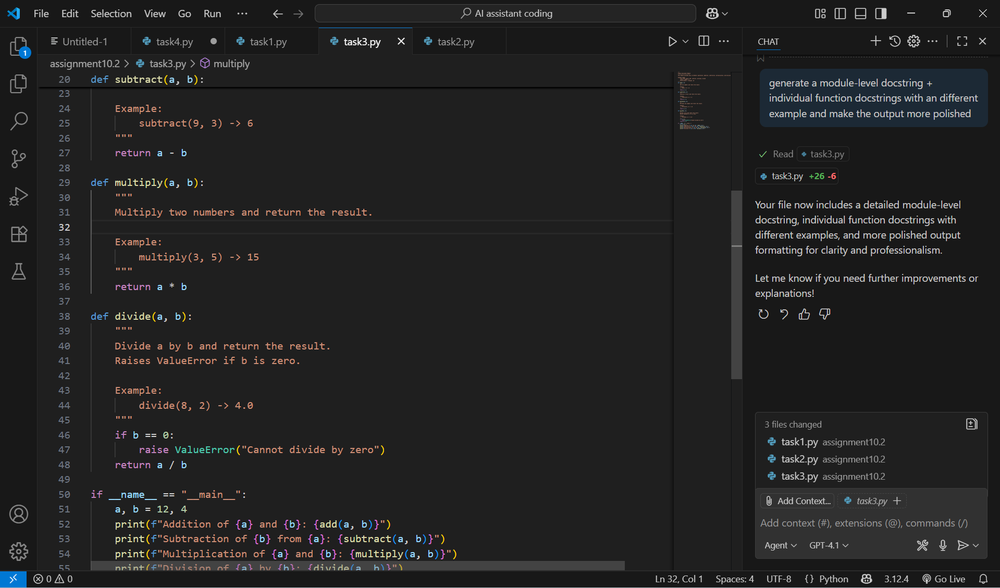 File Edit Selection View Go Run ··· AI assistant coding
Untitled-1 task4.py task1.py task3.py task2.py
assignment10.2 > task3.py > multiply
20 def subtract(a, b):
23
24 Example:
25 subtract(9, 3) -> 6
26 """
27 return a - b
28
29 def multiply(a, b):
30 """
31 Multiply two numbers and return the result.
32
33 Example:
34 multiply(3, 5) -> 15
35 """
36 return a * b
37
38 def divide(a, b):
39 """
40 Divide a by b and return the result.
41 Raises ValueError if b is zero.
42
43 Example:
44 divide(8, 2) -> 4.0
45 """
46 if b == 0:
47 raise ValueError("Cannot divide by zero")
48 return a / b
49
50 if __name__ == "__main__":
51 a, b = 12, 4
52 print(f"Addition of {a} and {b}: {add(a, b)}")
53 print(f"Subtraction of {b} from {a}: {subtract(a, b)}")
54 print(f"Multiplication of {a} and {b}: {multiply(a, b)}")
55 print(f"Division of {a} by {b}: {divide(a, b)}")
1
CHAT
generate a module-level docstring +
individual function docstrings with an different
example and make the output more polished
Read task3.py
task3.py +26 -6
Your file now includes a detailed module-level
docstring, individual function docstrings with
different examples, and more polished output
formatting for clarity and professionalism.
Let me know if you need further improvements or
explanations!
3 files changed
task1.py assignment10.2
task2.py assignment10.2
task3.py assignment10.2
Add Context... task3.py +
Add context (#), extensions (@), commands (/)
Agent GPT-4.1
0 0 Ln 32, Col 1 Spaces: 4 UTF-8 {} Python 3.12.4 Go Live